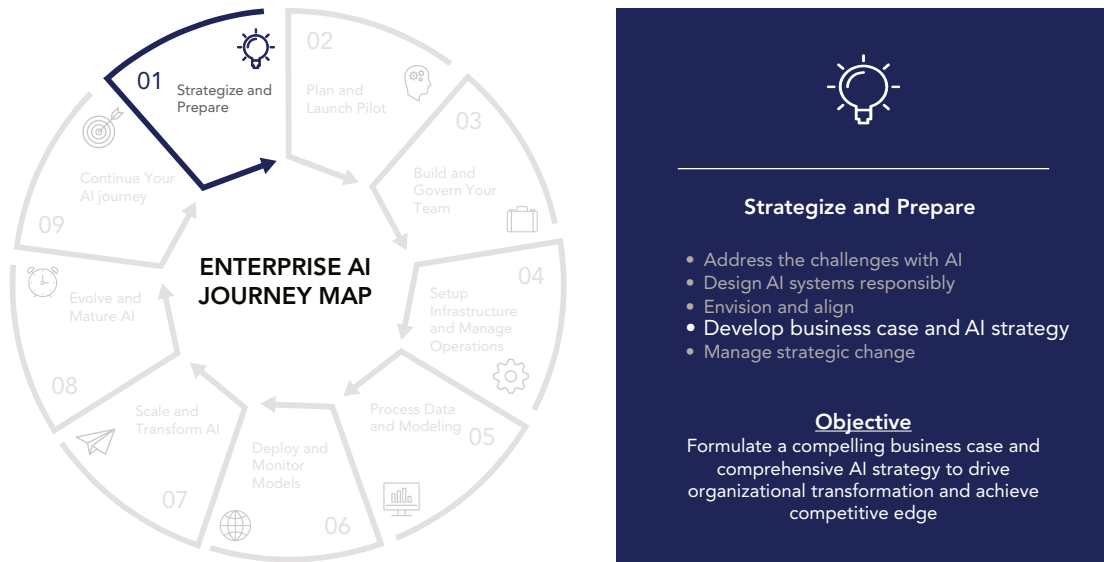 01
Strategize and
Prepare
02
Plan and
Launch Pilot
03
Build and
Govern Your
Team
04
Setup
Infrastructure
and Manage
Operations
Process Data
and Modeling
05
Deploy and
Monitor
Models
06
Scale and
Transform AI
07
Evolve and
Mature AI
08
Continue Your
AI journey
09
ENTERPRISE AI
JOURNEY MAP
Strategize and Prepare
• Address the challenges with AI
• Design AI systems responsibly
• Envision and align
• Develop business case and AI strategy
• Manage strategic change
Objective
Formulate a compelling business case and
comprehensive AI strategy to drive
organizational transformation and achieve
competitive edge